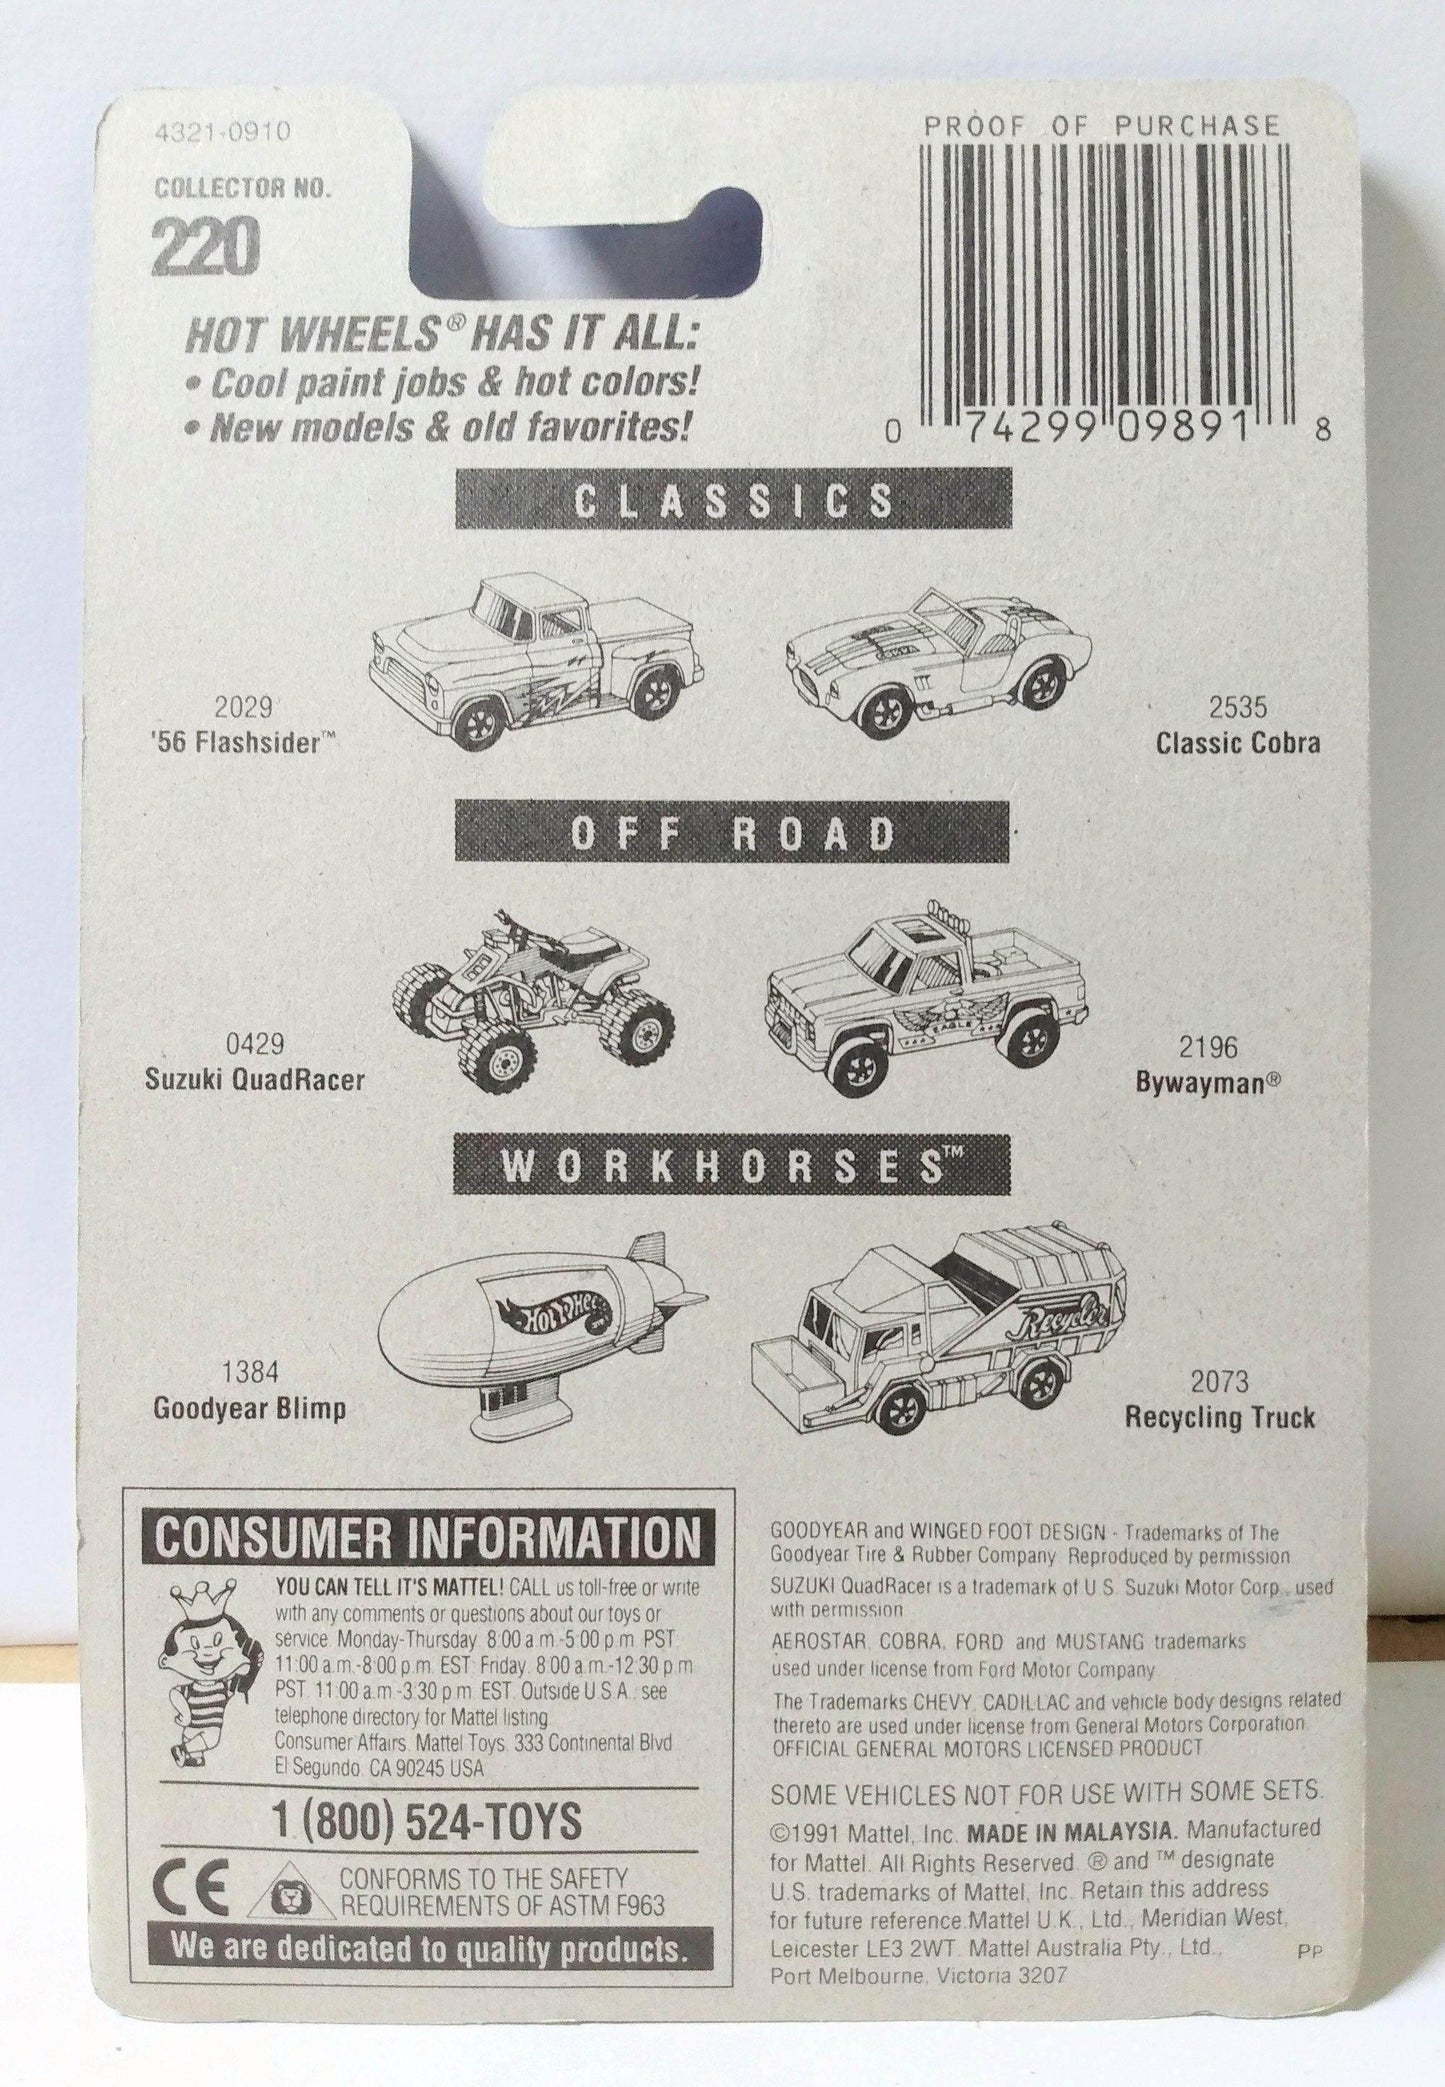 4321-0910
COLLECTOR NO.
220
PROOF OF PURCHASE
0 74299 09891 8
HOT WHEELS® HAS IT ALL:
• Cool paint jobs & hot colors!
• New models & old favorites!
CLASSICS
2029
'56 Flashsider™
COBRA
2535
Classic Cobra
OFF ROAD
0429
Suzuki QuadRacer
EAGLE
2196
Bywayman®
WORKHORSES™
HOT WHEELS
1384
Goodyear Blimp
Recycler
2073
Recycling Truck
CONSUMER INFORMATION
YOU CAN TELL IT'S MATTEL! CALL us toll-free or write
with any comments or questions about our toys or
service. Monday-Thursday. 8:00 a.m.-5:00 p.m. PST;
11:00 a.m.-8:00 p.m. EST. Friday. 8:00 a.m.-12:30 p.m.
PST. 11:00 a.m.-3:30 p.m. EST. Outside U.S.A., see
telephone directory for Mattel listing.
Consumer Affairs, Mattel Toys, 333 Continental Blvd.
El Segundo, CA 90245 USA
1 (800) 524-TOYS
CE
CONFORMS TO THE SAFETY
REQUIREMENTS OF ASTM F963
We are dedicated to quality products.
GOODYEAR and WINGED FOOT DESIGN - Trademarks of The
Goodyear Tire & Rubber Company. Reproduced by permission.
SUZUKI QuadRacer is a trademark of U.S. Suzuki Motor Corp., used
with permission.
AEROSTAR, COBRA, FORD and MUSTANG trademarks
used under license from Ford Motor Company.
The Trademarks CHEVY, CADILLAC and vehicle body designs related
thereto are used under license from General Motors Corporation.
OFFICIAL GENERAL MOTORS LICENSED PRODUCT
SOME VEHICLES NOT FOR USE WITH SOME SETS.
©1991 Mattel, Inc. MADE IN MALAYSIA. Manufactured
for Mattel. All Rights Reserved. ® and ™ designate
U.S. trademarks of Mattel, Inc. Retain this address
for future reference.Mattel U.K., Ltd., Meridian West,
Leicester LE3 2WT. Mattel Australia Pty., Ltd.,
Port Melbourne, Victoria 3207
PP